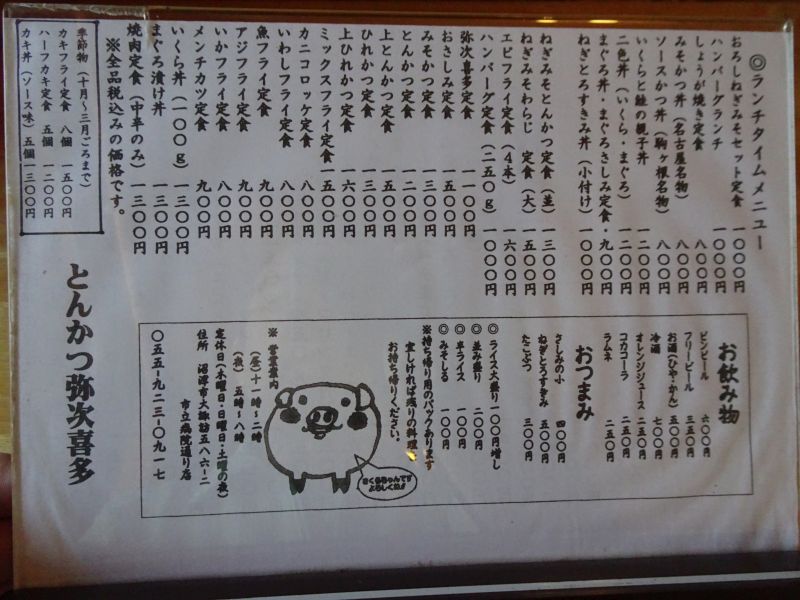 ◎ランチタイムメニュー
おろしねぎみそセット定食 一〇〇〇円
ハンバーグランチ 一〇〇〇円
しょうが焼き定食 八〇〇円
みそかつ丼（名古屋名物） 八〇〇円
ソースかつ丼（駒ヶ根名物） 八〇〇円
いくらと鮭の親子丼 一二〇〇円
二色丼（いくら・まぐろ） 一二〇〇円
まぐろ丼・まぐろさしみ定食・九〇〇円
ねぎとろすきみ丼（小付け） 一〇〇〇円
ねぎみそとんかつ定食（並） 一三〇〇円
ねぎみそわらじ 定食（大） 一五〇〇円
エビフライ定食（４本） 一六〇〇円
ハンバーグ定食（二五〇ｇ） 一〇〇〇円
弥次喜多定食 一一〇〇円
おさしみ定食 一五〇〇円
みそかつ定食 一三〇〇円
とんかつ定食 一二〇〇円
上とんかつ定食 一五〇〇円
ひれかつ定食 一三〇〇円
上ひれかつ定食 一六〇〇円
ミックスフライ定食 一五〇〇円
カニコロッケ定食 一〇〇〇円
いわしフライ定食 八〇〇円
魚フライ定食 九〇〇円
アジフライ定食 九〇〇円
いかフライ定食 八〇〇円
メンチカツ定食 九〇〇円
いくら丼（一〇〇ｇ） 一三〇〇円
まぐろ漬け丼 一三〇〇円
焼肉定食（中半のみ） 一三〇〇円
※全品税込みの価格です。
季節物（十月〜三月ごろまで）
カキフライ定食 八個 一五〇〇円
ハーフカキ定食 五個 一二〇〇円
カキ丼（ソース味）五個 一三〇〇円
お飲み物
ビンビール 六〇〇円
フリービール 三五〇円
お酒（ひや・かん） 五〇〇円
冷酒 七〇〇円
オレンジジュース 二五〇円
コカコーラ 二五〇円
ラムネ 二五〇円
おつまみ
さしみの小 四〇〇円
ねぎとろすきみ 五〇〇円
たこぶつ 三〇〇円
◎ライス大盛り 一〇〇円増し
◎並み盛り 二〇〇円
◎半ライス 一〇〇円
◎みそしる 一〇〇円
※持ち帰り用のパックあります
宜しければ残りの料理を
お持ち帰りください。
とくるちゃんです
よろしくね!!
※ 営業案内
（昼）十一時〜二時
（夜） 五時〜八時
定休日（木曜日・日曜日・土曜の夜）
住所 沼津市大諏訪五八六−二
市立病院通り店
〇五五−九二三−〇九一七
とんかつ弥次喜多